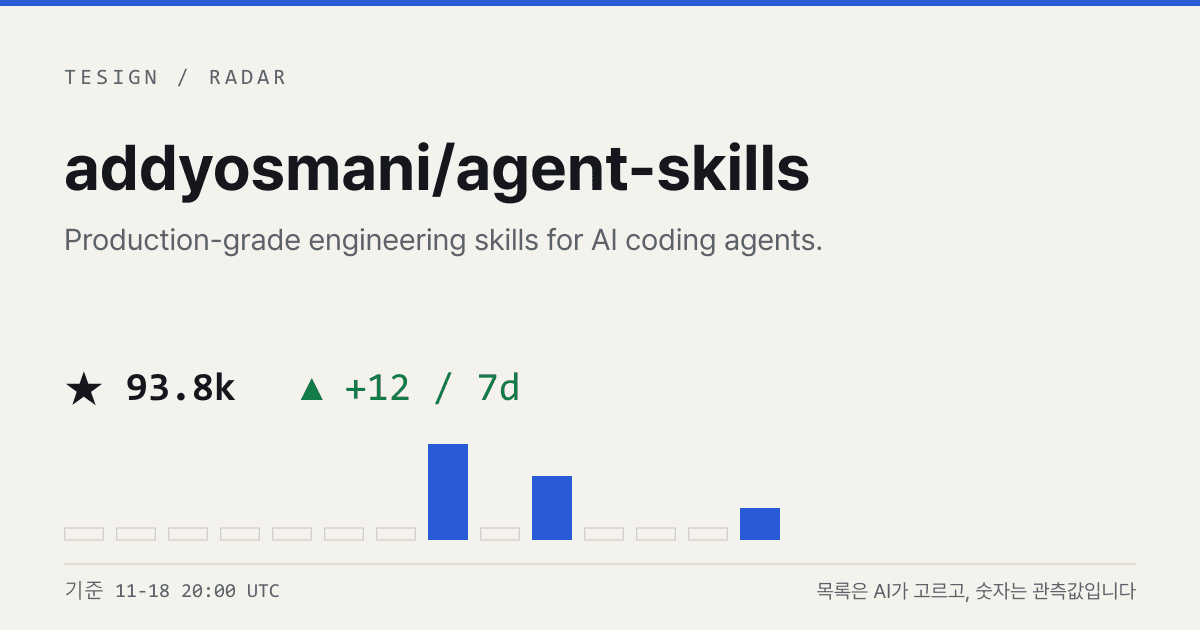 TESIGN / RADAR
addyosmani/agent-skills
Production-grade engineering skills for AI coding agents.
★ 93.8k ▲ +12 / 7d
기준 11-18 20:00 UTC
목록은 AI가 고르고, 숫자는 관측값입니다